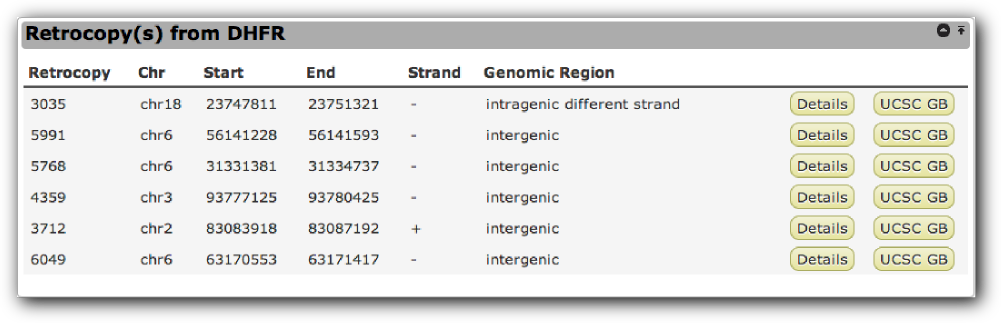 Retrocopy(s) from DHFR
Retrocopy Chr Start End Strand Genomic Region
3035 chr18 23747811 23751321 - intragenic different strand Details UCSC GB
5991 chr6 56141228 56141593 - intergenic Details UCSC GB
5768 chr6 31331381 31334737 - intergenic Details UCSC GB
4359 chr3 93777125 93780425 - intergenic Details UCSC GB
3712 chr2 83083918 83087192 + intergenic Details UCSC GB
6049 chr6 63170553 63171417 - intergenic Details UCSC GB